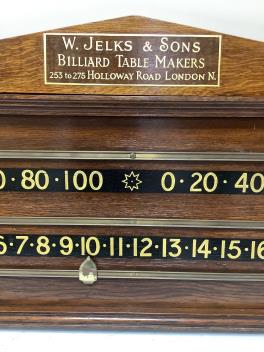 W. JELKS & SONS
BILLIARD TABLE MAKERS
253 TO 275 HOLLOWAY ROAD LONDON N.
0·80·100 0·20·40
6·7·8·9·10·11·12·13·14·15·16